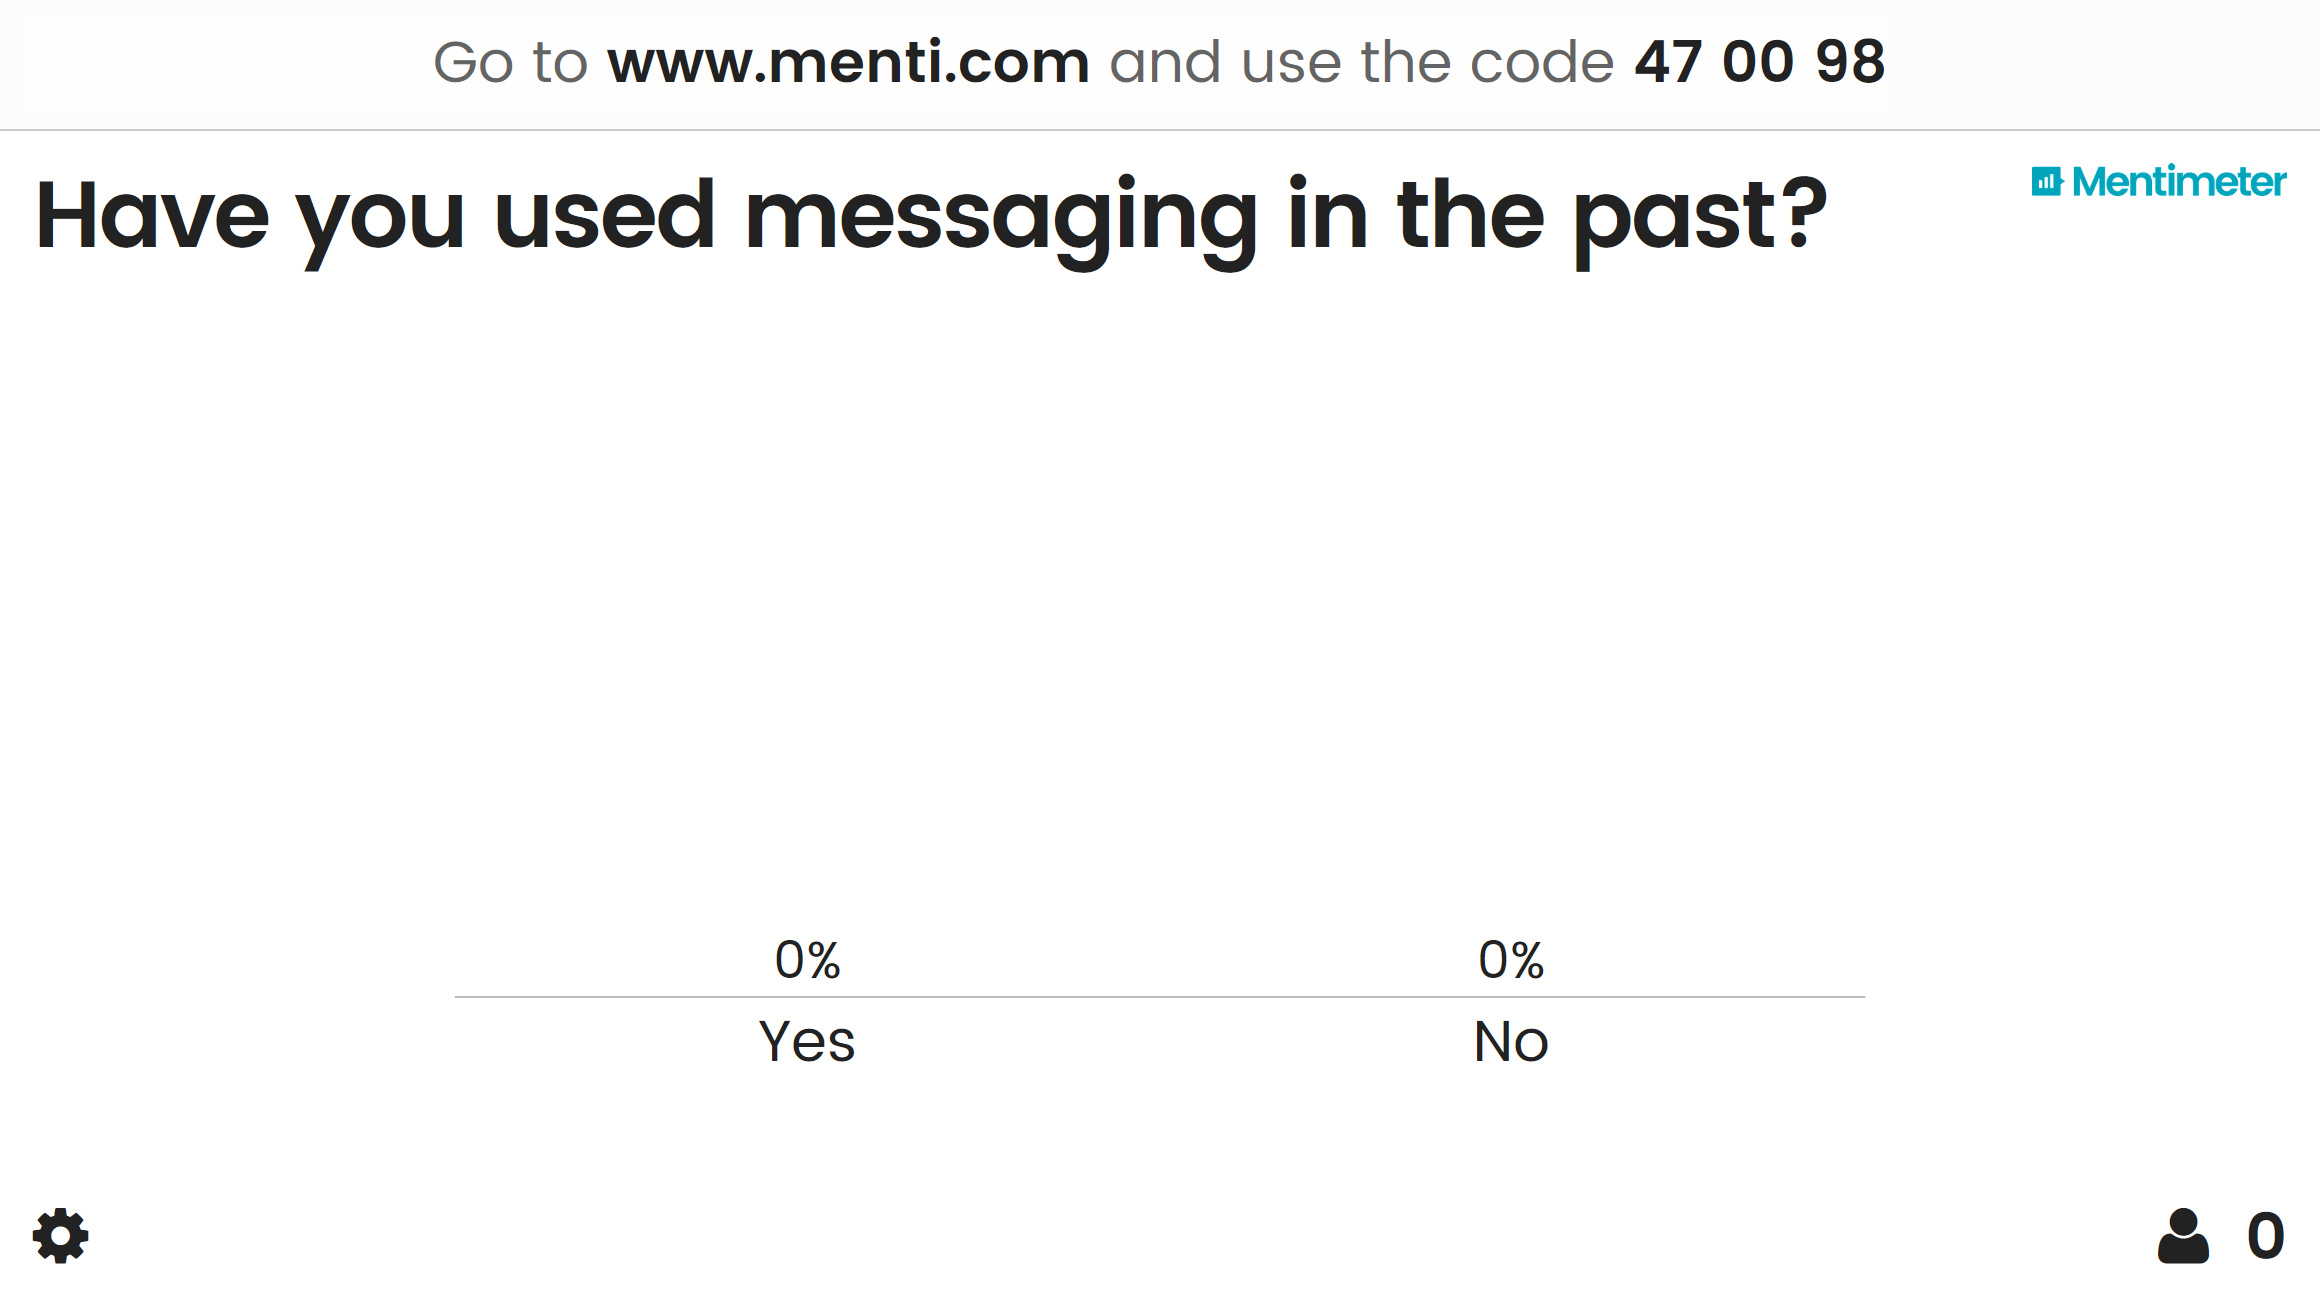 Go to www.menti.com and use the code 47 00 98
Have you used messaging in the past?
Mentimeter
0% 0%
Yes No
0